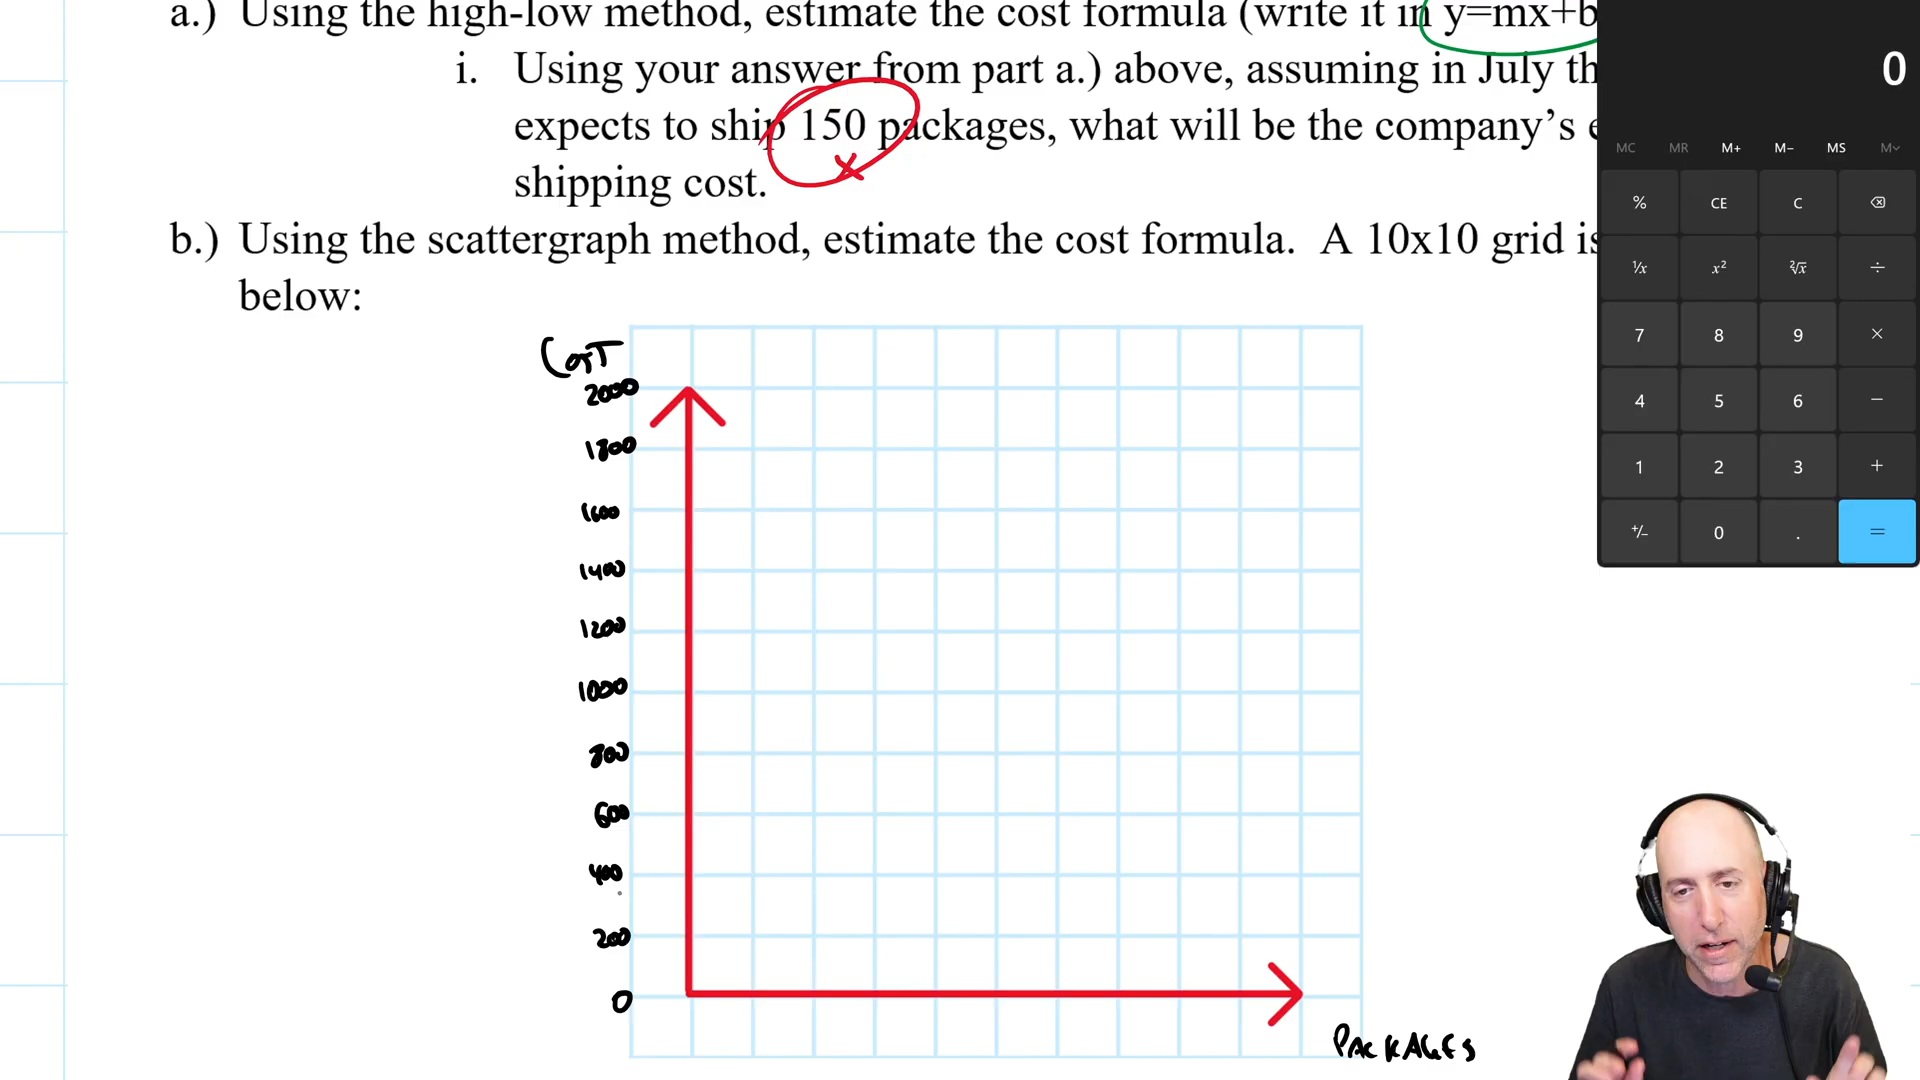 a.) Using the high-low method, estimate the cost formula (write it in y=mx+b
i. Using your answer from part a.) above, assuming in July th
expects to ship 150 packages, what will be the company's e
x
shipping cost.
b.) Using the scattergraph method, estimate the cost formula. A 10x10 grid is
below:
COST
2000
1800
1600
1400
1200
1000
800
600
400
200
0
PACKAGES
0
MC MR M+ M− MS M˅
% CE C ⌫
1/x x² ²√x ÷
7 8 9 ×
4 5 6 −
1 2 3 +
+/− 0 . =